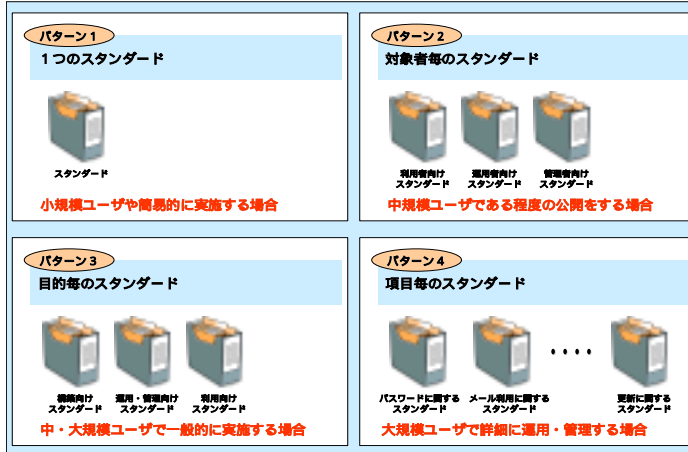 パターン1
1つのスタンダード
スタンダード
小規模ユーザや簡易的に実施する場合
パターン2
対象者毎のスタンダード
利用者向け
スタンダード
運用者向け
スタンダード
管理者向け
スタンダード
中規模ユーザである程度の公開をする場合
パターン3
目的毎のスタンダード
構築向け
スタンダード
運用・管理向け
スタンダード
利用向け
スタンダード
中・大規模ユーザで一般的に実施する場合
パターン4
項目毎のスタンダード
パスワードに関する
スタンダード
メール利用に関する
スタンダード
・・・・
更新に関する
スタンダード
大規模ユーザで詳細に運用・管理する場合